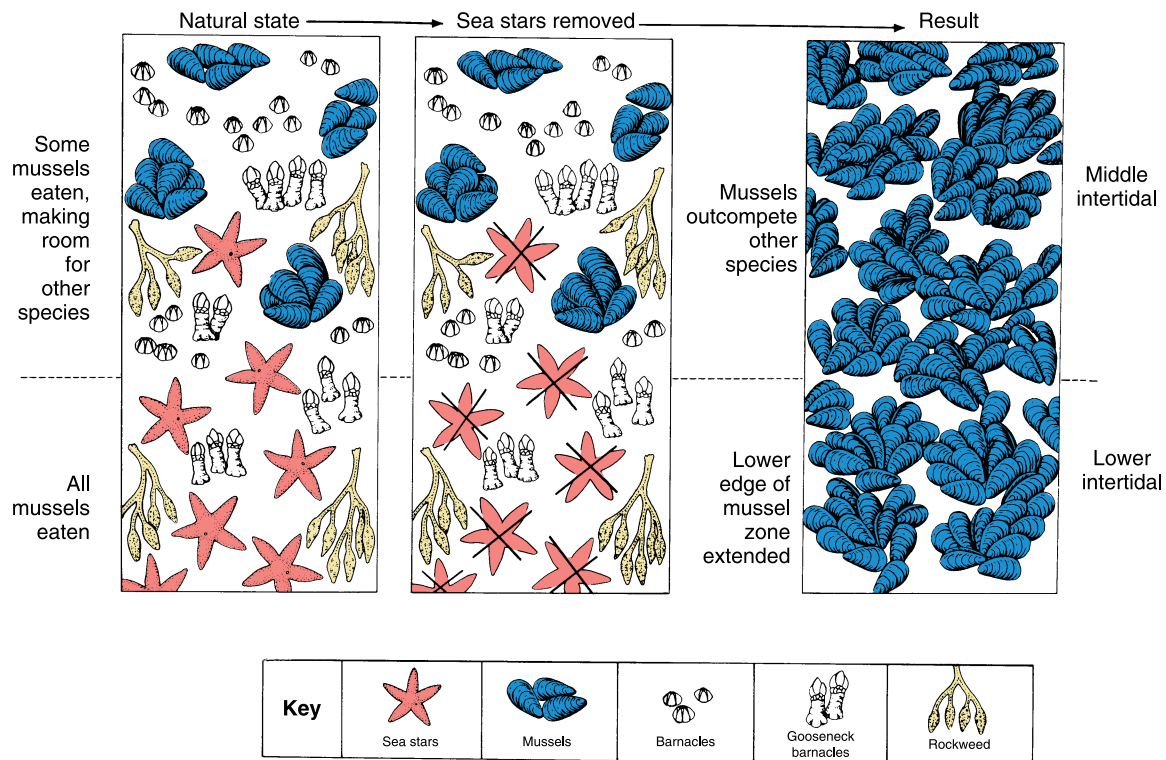 Natural state
Sea stars removed
Result
Some
mussels
eaten,
making
room
for
other
species
All
mussels
eaten
Mussels
outcompete
other
species
Lower
edge of
mussel
zone
extended
Middle
intertidal
Lower
intertidal
Key
Sea stars
Mussels
Barnacles
Gooseneck
barnacles
Rockweed